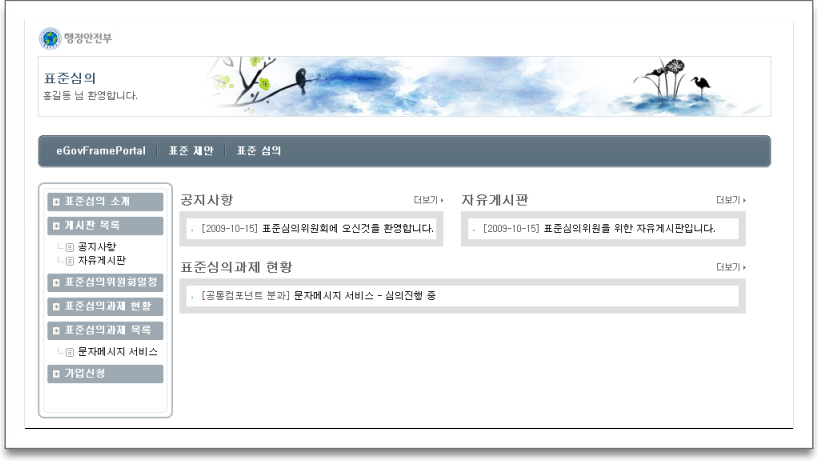 행정안전부
표준심의
홍길동 님 환영합니다.
eGovFramePortal 표준 제안 표준 심의
표준심의 소개
게시판 목록
공지사항
자유게시판
표준심의위원회일정
표준심의과제 현황
표준심의과제 목록
문자메시지 서비스
가입신청
공지사항 더보기
[2009-10-15] 표준심의위원회에 오신것을 환영합니다.
자유게시판 더보기
[2009-10-15] 표준심의위원을 위한 자유게시판입니다.
표준심의과제 현황 더보기
[공통컴포넌트 분과] 문자메시지 서비스 - 심의진행 중